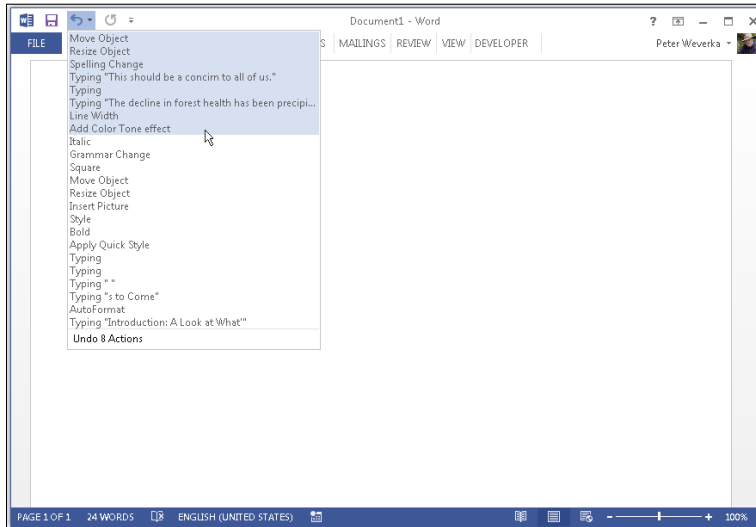 Document1 - Word
?
FILE
S MAILINGS REVIEW VIEW DEVELOPER
Peter Weverka
Move Object
Resize Object
Spelling Change
Typing "This should be a concirn to all of us."
Typing
Typing "The decline in forest health has been precipi...
Line Width
Add Color Tone effect
Italic
Grammar Change
Square
Move Object
Resize Object
Insert Picture
Style
Bold
Apply Quick Style
Typing
Typing
Typing " "
Typing "s to Come"
AutoFormat
Typing "Introduction: A Look at What'"
Undo 8 Actions
PAGE 1 OF 1 24 WORDS ENGLISH (UNITED STATES) 100%